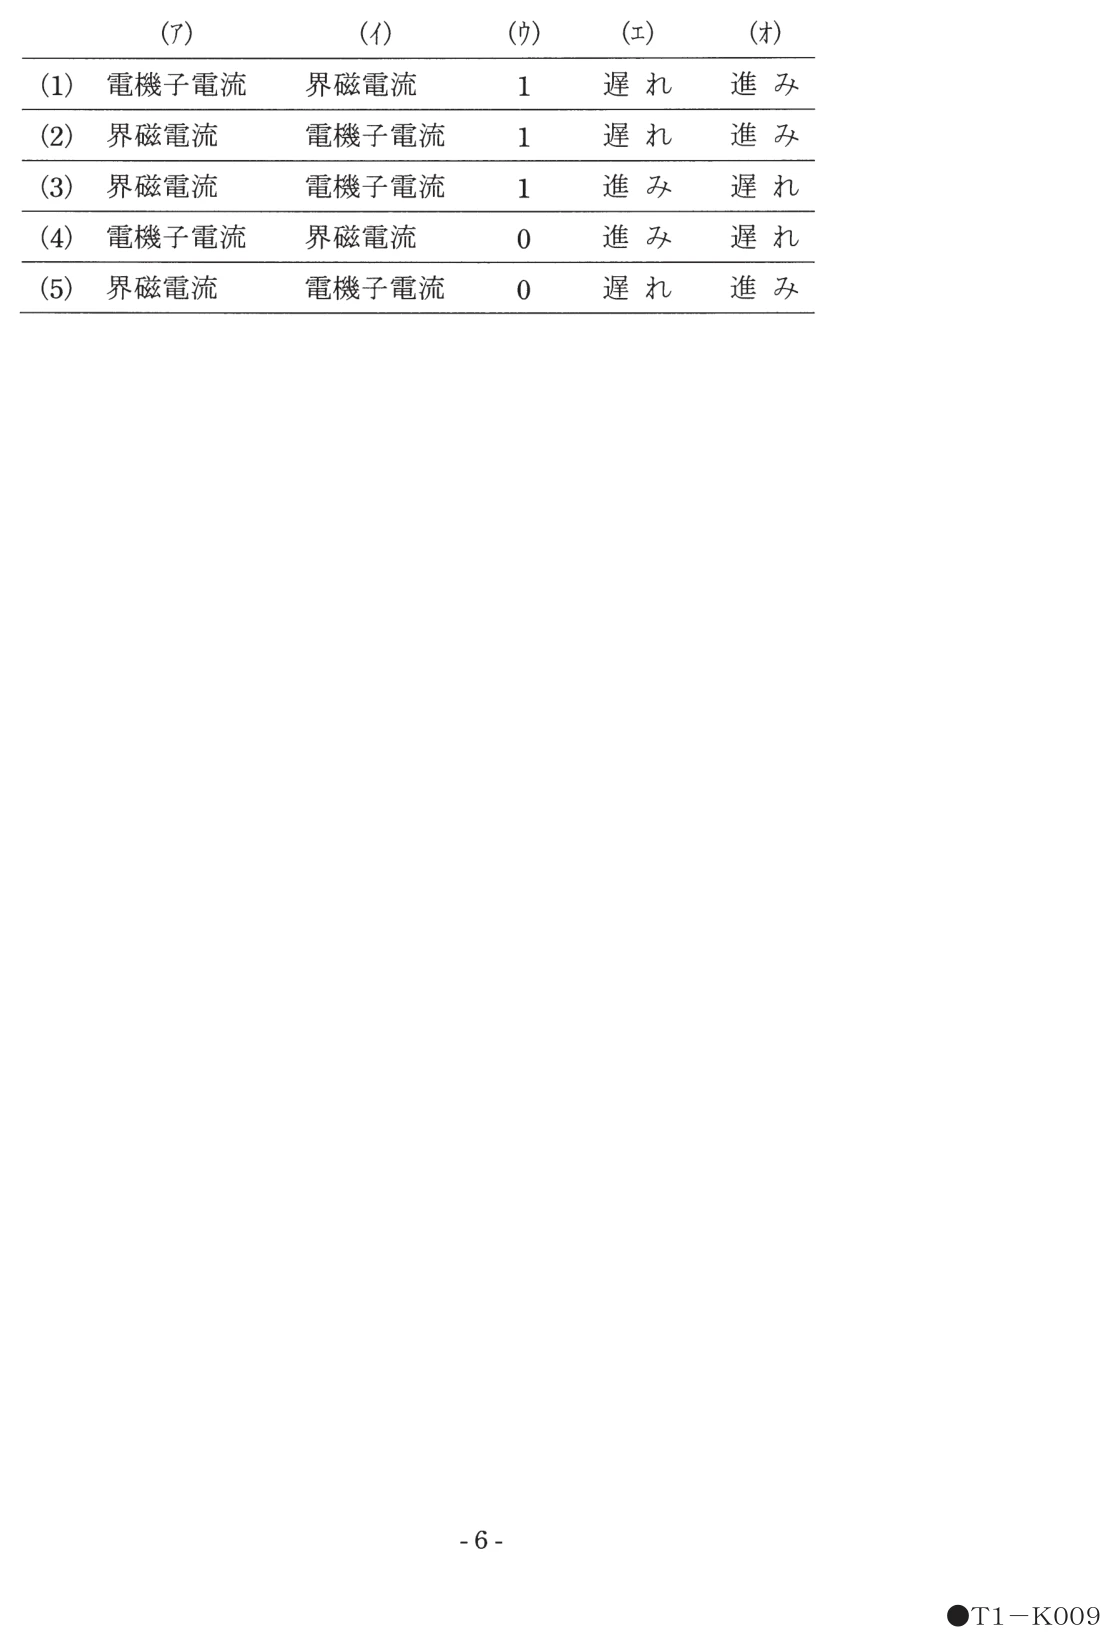 (ア) (イ) (ウ) (エ) (オ)
(1) 電機子電流 界磁電流 1 遅れ 進み
(2) 界磁電流 電機子電流 1 遅れ 進み
(3) 界磁電流 電機子電流 1 進み 遅れ
(4) 電機子電流 界磁電流 0 進み 遅れ
(5) 界磁電流 電機子電流 0 遅れ 進み
- 6 -
●T1－K009